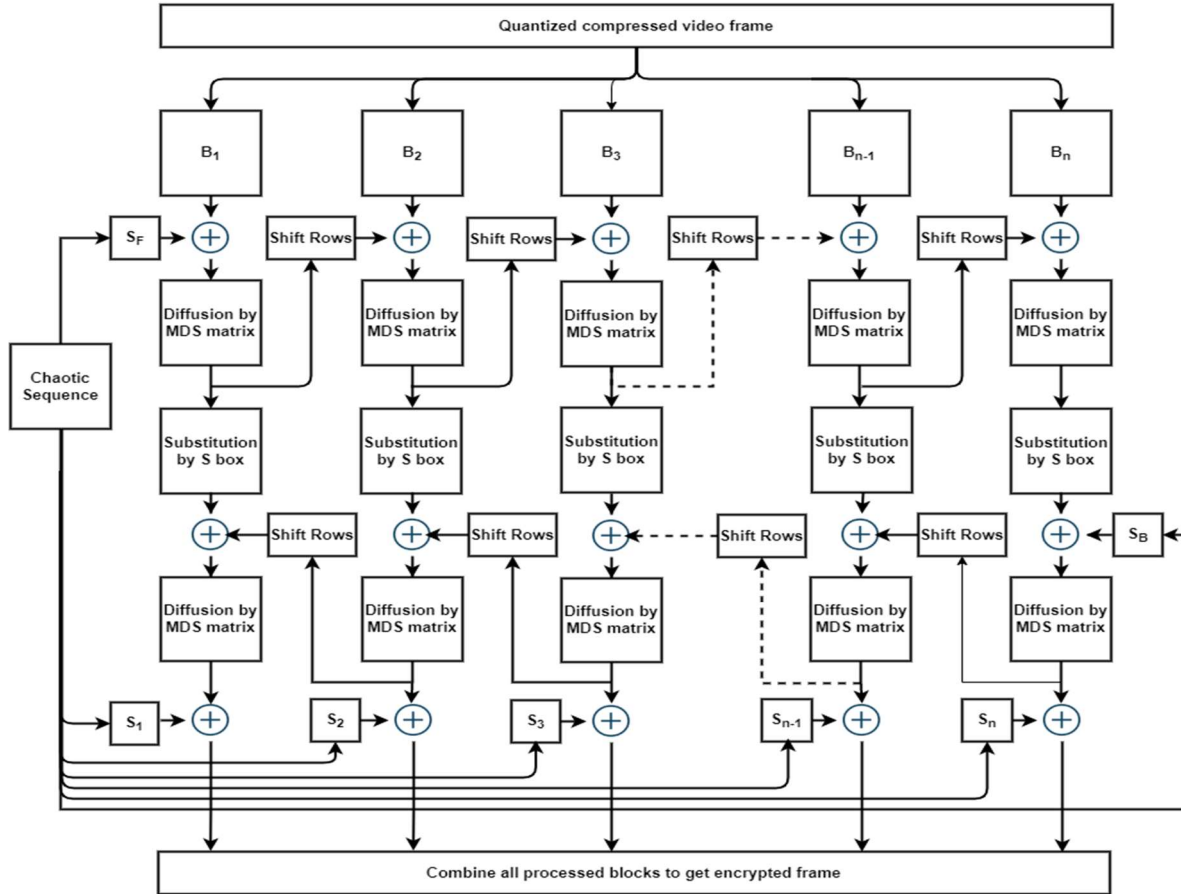 Quantized compressed video frame
B1
B2
B3
Bn-1
Bn
SF
Shift Rows
Shift Rows
Shift Rows
Shift Rows
Diffusion by
MDS matrix
Diffusion by
MDS matrix
Diffusion by
MDS matrix
Diffusion by
MDS matrix
Diffusion by
MDS matrix
Chaotic
Sequence
Substitution
by S box
Substitution
by S box
Substitution
by S box
Substitution
by S box
Substitution
by S box
Shift Rows
Shift Rows
Shift Rows
Shift Rows
SB
Diffusion by
MDS matrix
Diffusion by
MDS matrix
Diffusion by
MDS matrix
Diffusion by
MDS matrix
Diffusion by
MDS matrix
S1
S2
S3
Sn-1
Sn
Combine all processed blocks to get encrypted frame